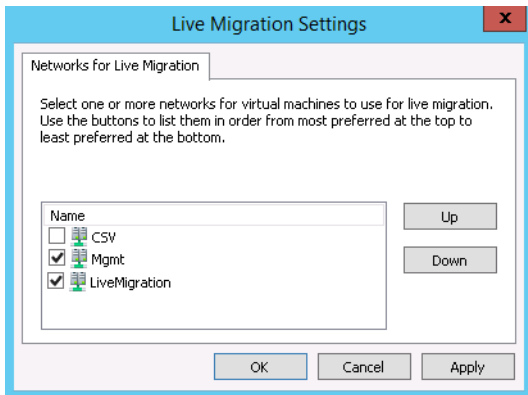 Live Migration Settings
x
Networks for Live Migration
Select one or more networks for virtual machines to use for live migration.
Use the buttons to list them in order from most preferred at the top to
least preferred at the bottom.
Name
CSV
Mgmt
LiveMigration
Up
Down
OK
Cancel
Apply